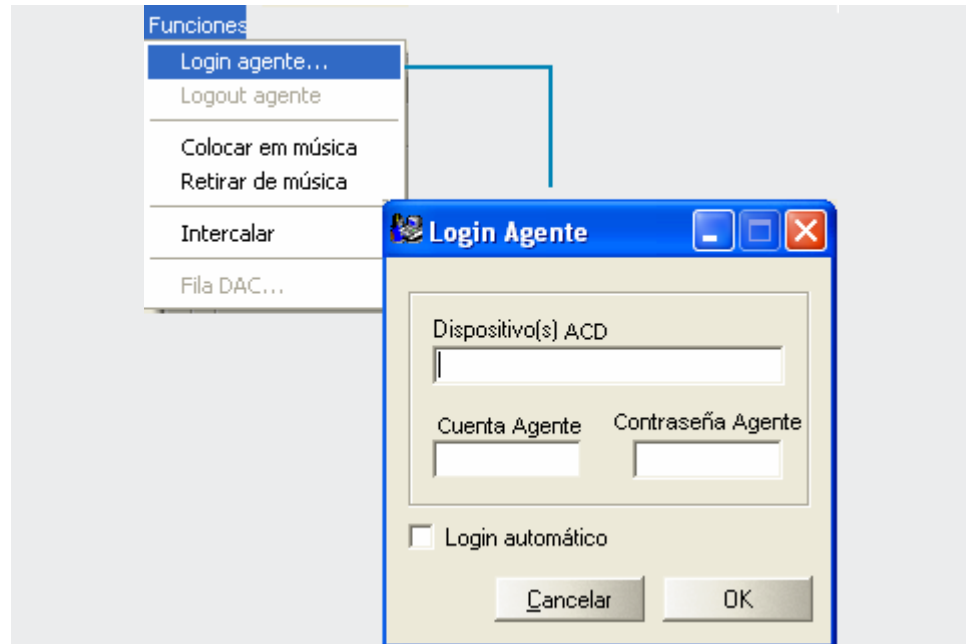 Funciones
Login agente...
Logout agente
Colocar em música
Retirar de música
Intercalar
Fila DAC...
Login Agente
Dispositivo(s) ACD
Cuenta Agente Contraseña Agente
Login automático
Cancelar OK